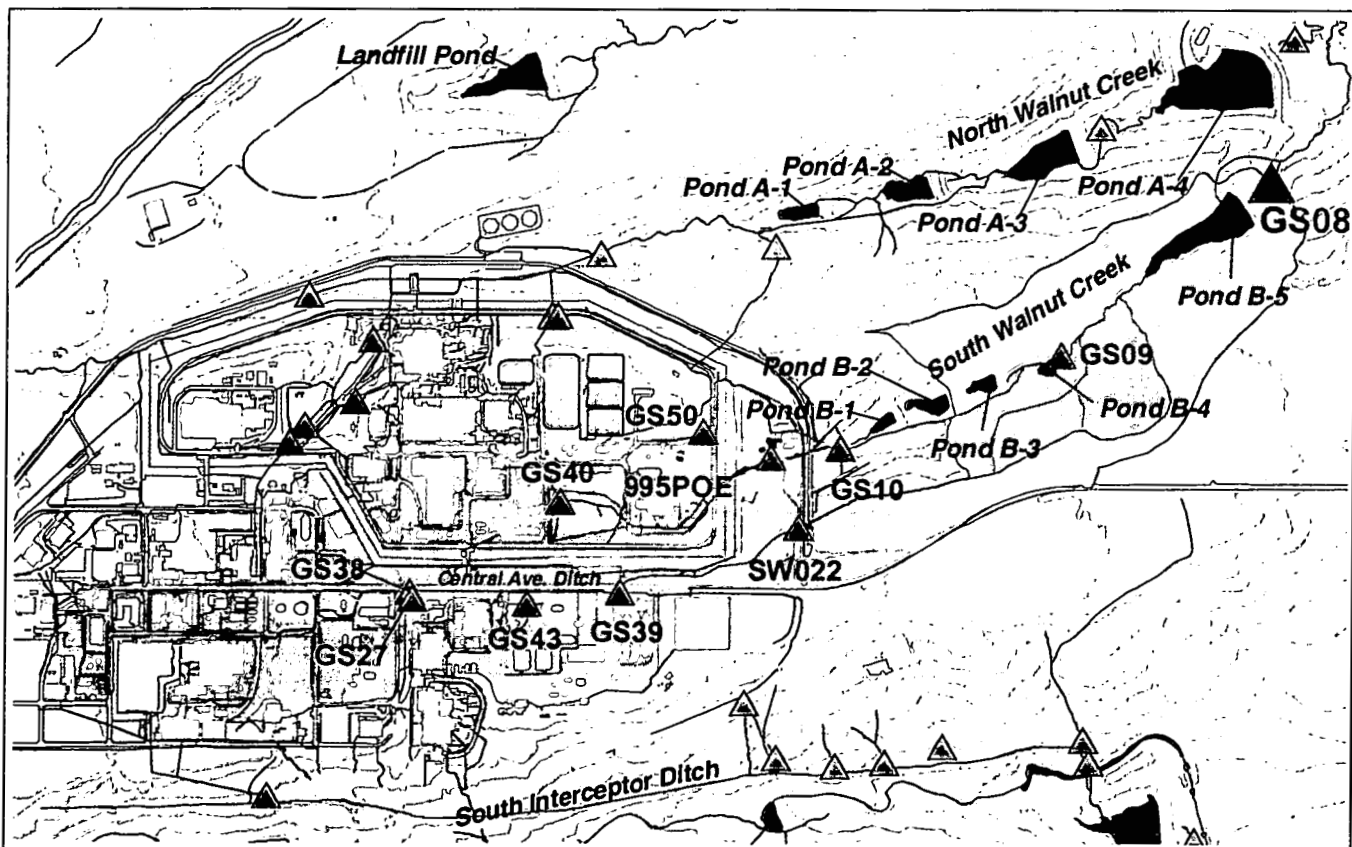 Landfill Pond
North Walnut Creek
Pond A-1
Pond A-2
Pond A-3
Pond A-4
GS08
South Walnut Creek
Pond B-5
GS09
Pond B-2
Pond B-1
Pond B-4
Pond B-3
GS50
GS40
995POE
GS10
SW022
GS38
Central Ave. Ditch
GS27
GS43
GS39
South Interceptor Ditch